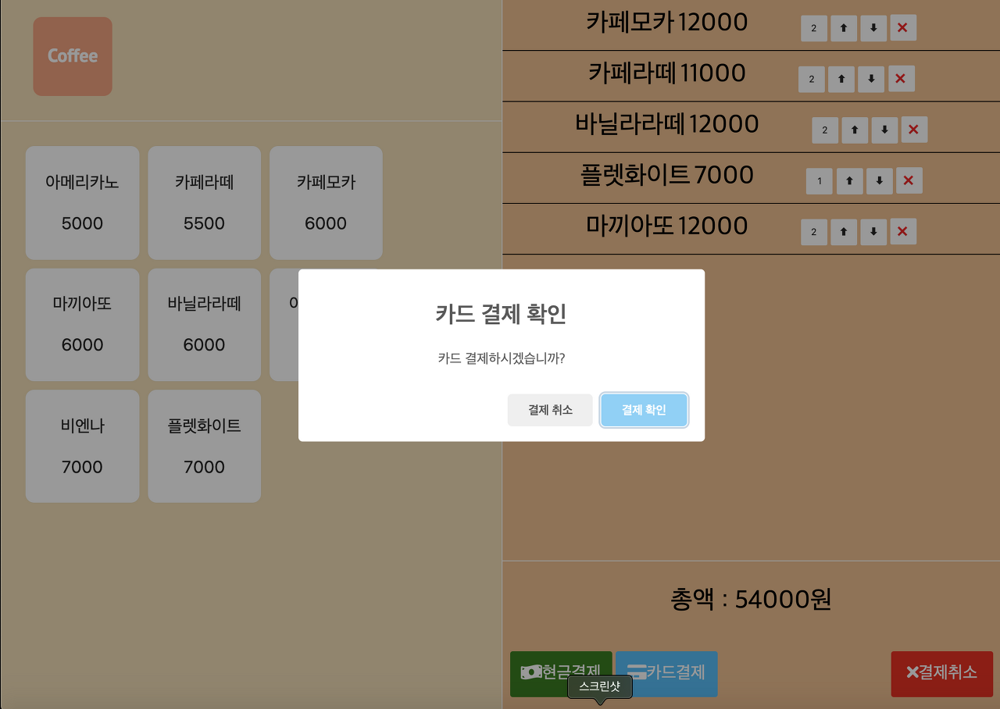 Coffee
아메리카노
5000
카페라떼
5500
카페모카
6000
마끼아또
6000
바닐라라떼
6000
비엔나
7000
플렛화이트
7000
카페모카 12000
2
카페라떼 11000
2
바닐라라떼 12000
2
플렛화이트 7000
1
마끼아또 12000
2
카드 결제 확인
카드 결제하시겠습니까?
결제 취소
결제 확인
총액 : 54000원
현금결제
카드결제
결제취소
스크린샷